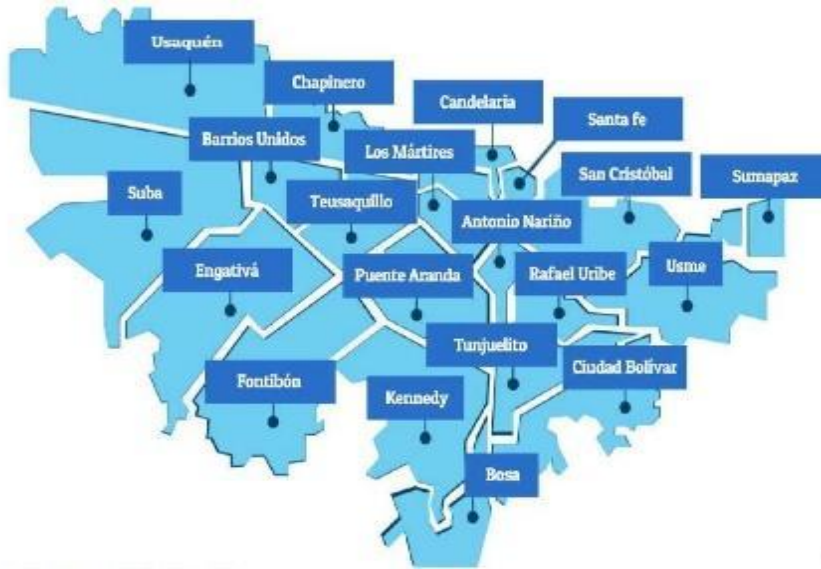 Usaquén
Chapinero
Candelaria
Santa fe
Barrios Unidos
Los Mártires
San Cristóbal
Sumapaz
Suba
Teusaquillo
Antonio Nariño
Engativá
Puente Aranda
Rafael Uribe
Usme
Tunjuelito
Fontibón
Kennedy
Ciudad Bolívar
Bosa